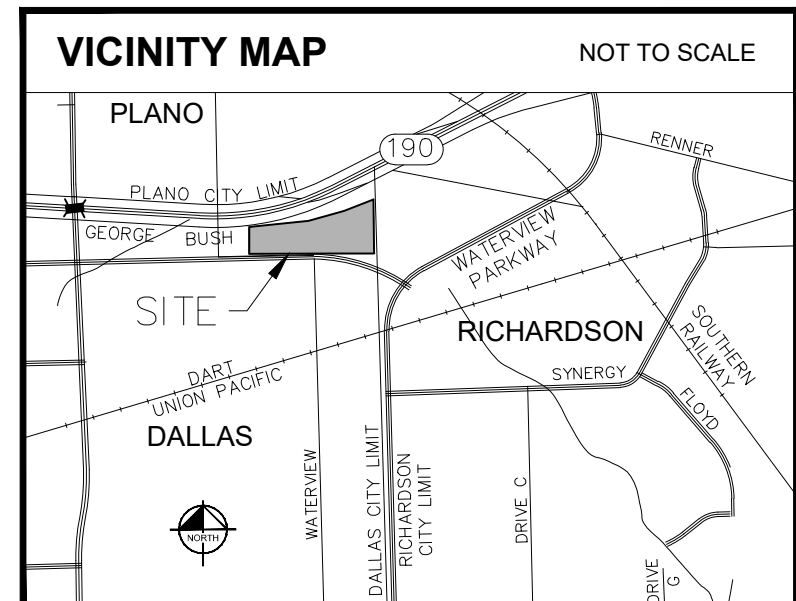 VICINITY MAP
NOT TO SCALE
PLANO
190
RENNER
PLANO CITY LIMIT
GEORGE BUSH
WATERVIEW
PARKWAY
SITE
RICHARDSON
SOUTHERN
RAILWAY
DART
UNION PACIFIC
SYNERGY
FLOYD
DALLAS
WATERVIEW
DALLAS CITY LIMIT
RICHARDSON
CITY LIMIT
DRIVE C
NORTH
DRIVE
G